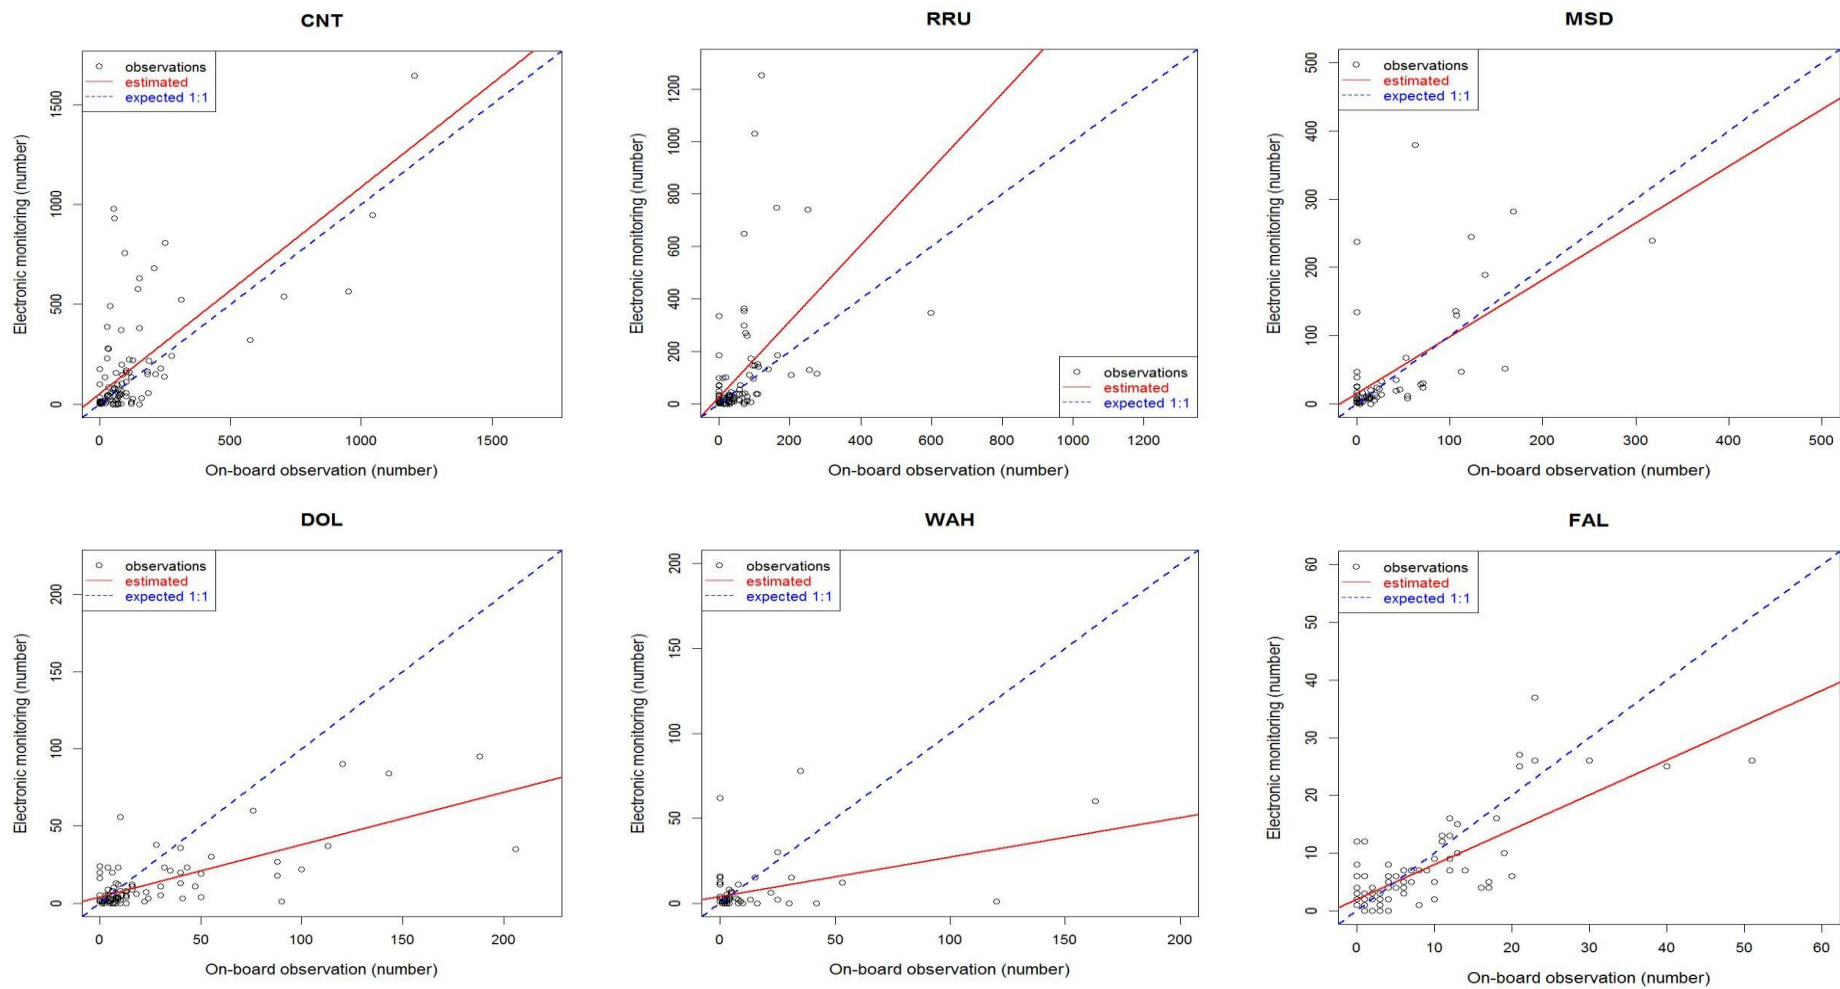 CNT
observations
estimated
expected 1:1
Electronic monitoring (number)
1500
1000
500
0
0 500 1000 1500
On-board observation (number)
RRU
Electronic monitoring (number)
1200
1000
800
600
400
200
0
observations
estimated
expected 1:1
0 200 400 600 800 1000 1200
On-board observation (number)
MSD
observations
estimated
expected 1:1
Electronic monitoring (number)
500
400
300
200
100
0
0 100 200 300 400 500
On-board observation (number)
DOL
observations
estimated
expected 1:1
Electronic monitoring (number)
200
150
100
50
0
0 50 100 150 200
On-board observation (number)
WAH
observations
estimated
expected 1:1
Electronic monitoring (number)
200
150
100
50
0
0 50 100 150 200
On-board observation (number)
FAL
observations
estimated
expected 1:1
Electronic monitoring (number)
60
50
40
30
20
10
0
0 10 20 30 40 50 60
On-board observation (number)